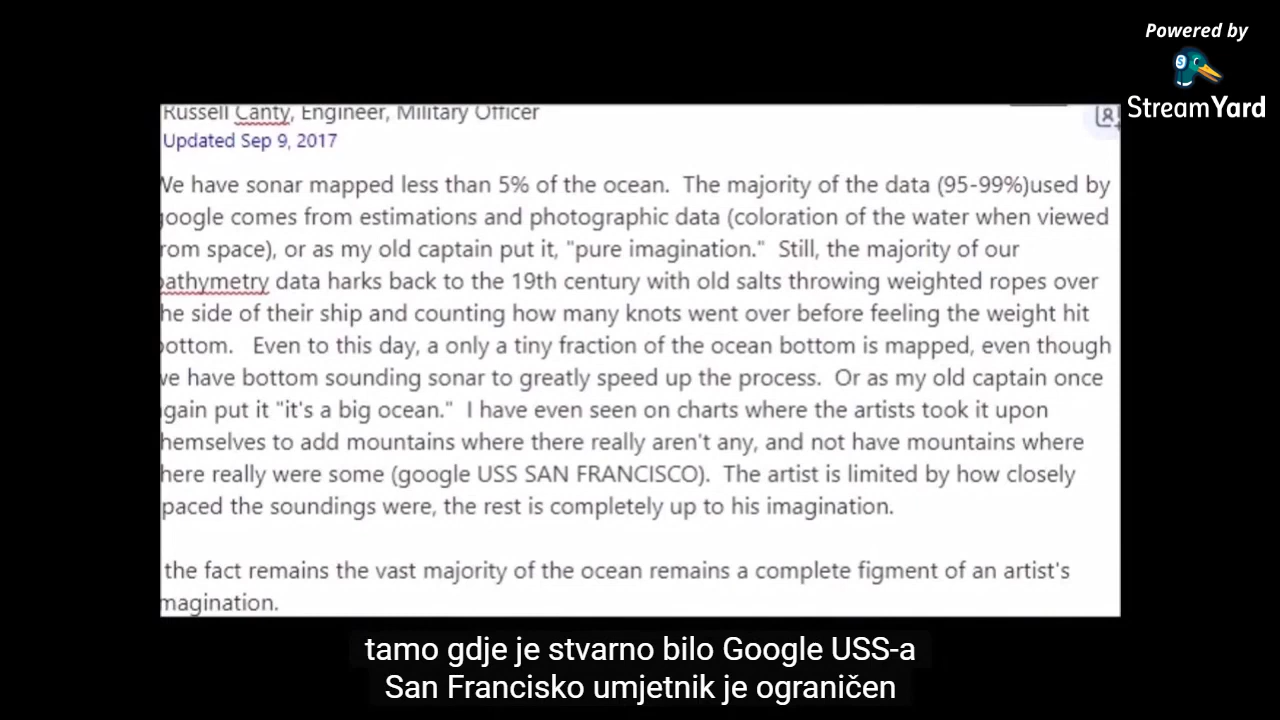 Powered by
StreamYard
Russell Canty, Engineer, Military Officer
Updated Sep 9, 2017
We have sonar mapped less than 5% of the ocean. The majority of the data (95-99%)used by
google comes from estimations and photographic data (coloration of the water when viewed
rom space), or as my old captain put it, "pure imagination." Still, the majority of our
bathymetry data harks back to the 19th century with old salts throwing weighted ropes over
he side of their ship and counting how many knots went over before feeling the weight hit
bottom. Even to this day, a only a tiny fraction of the ocean bottom is mapped, even though
we have bottom sounding sonar to greatly speed up the process. Or as my old captain once
gain put it "it's a big ocean." I have even seen on charts where the artists took it upon
hemselves to add mountains where there really aren't any, and not have mountains where
here really were some (google USS SAN FRANCISCO). The artist is limited by how closely
paced the soundings were, the rest is completely up to his imagination.
the fact remains the vast majority of the ocean remains a complete figment of an artist's
magination.
tamo gdje je stvarno bilo Google USS-a
San Francisko umjetnik je ograničen